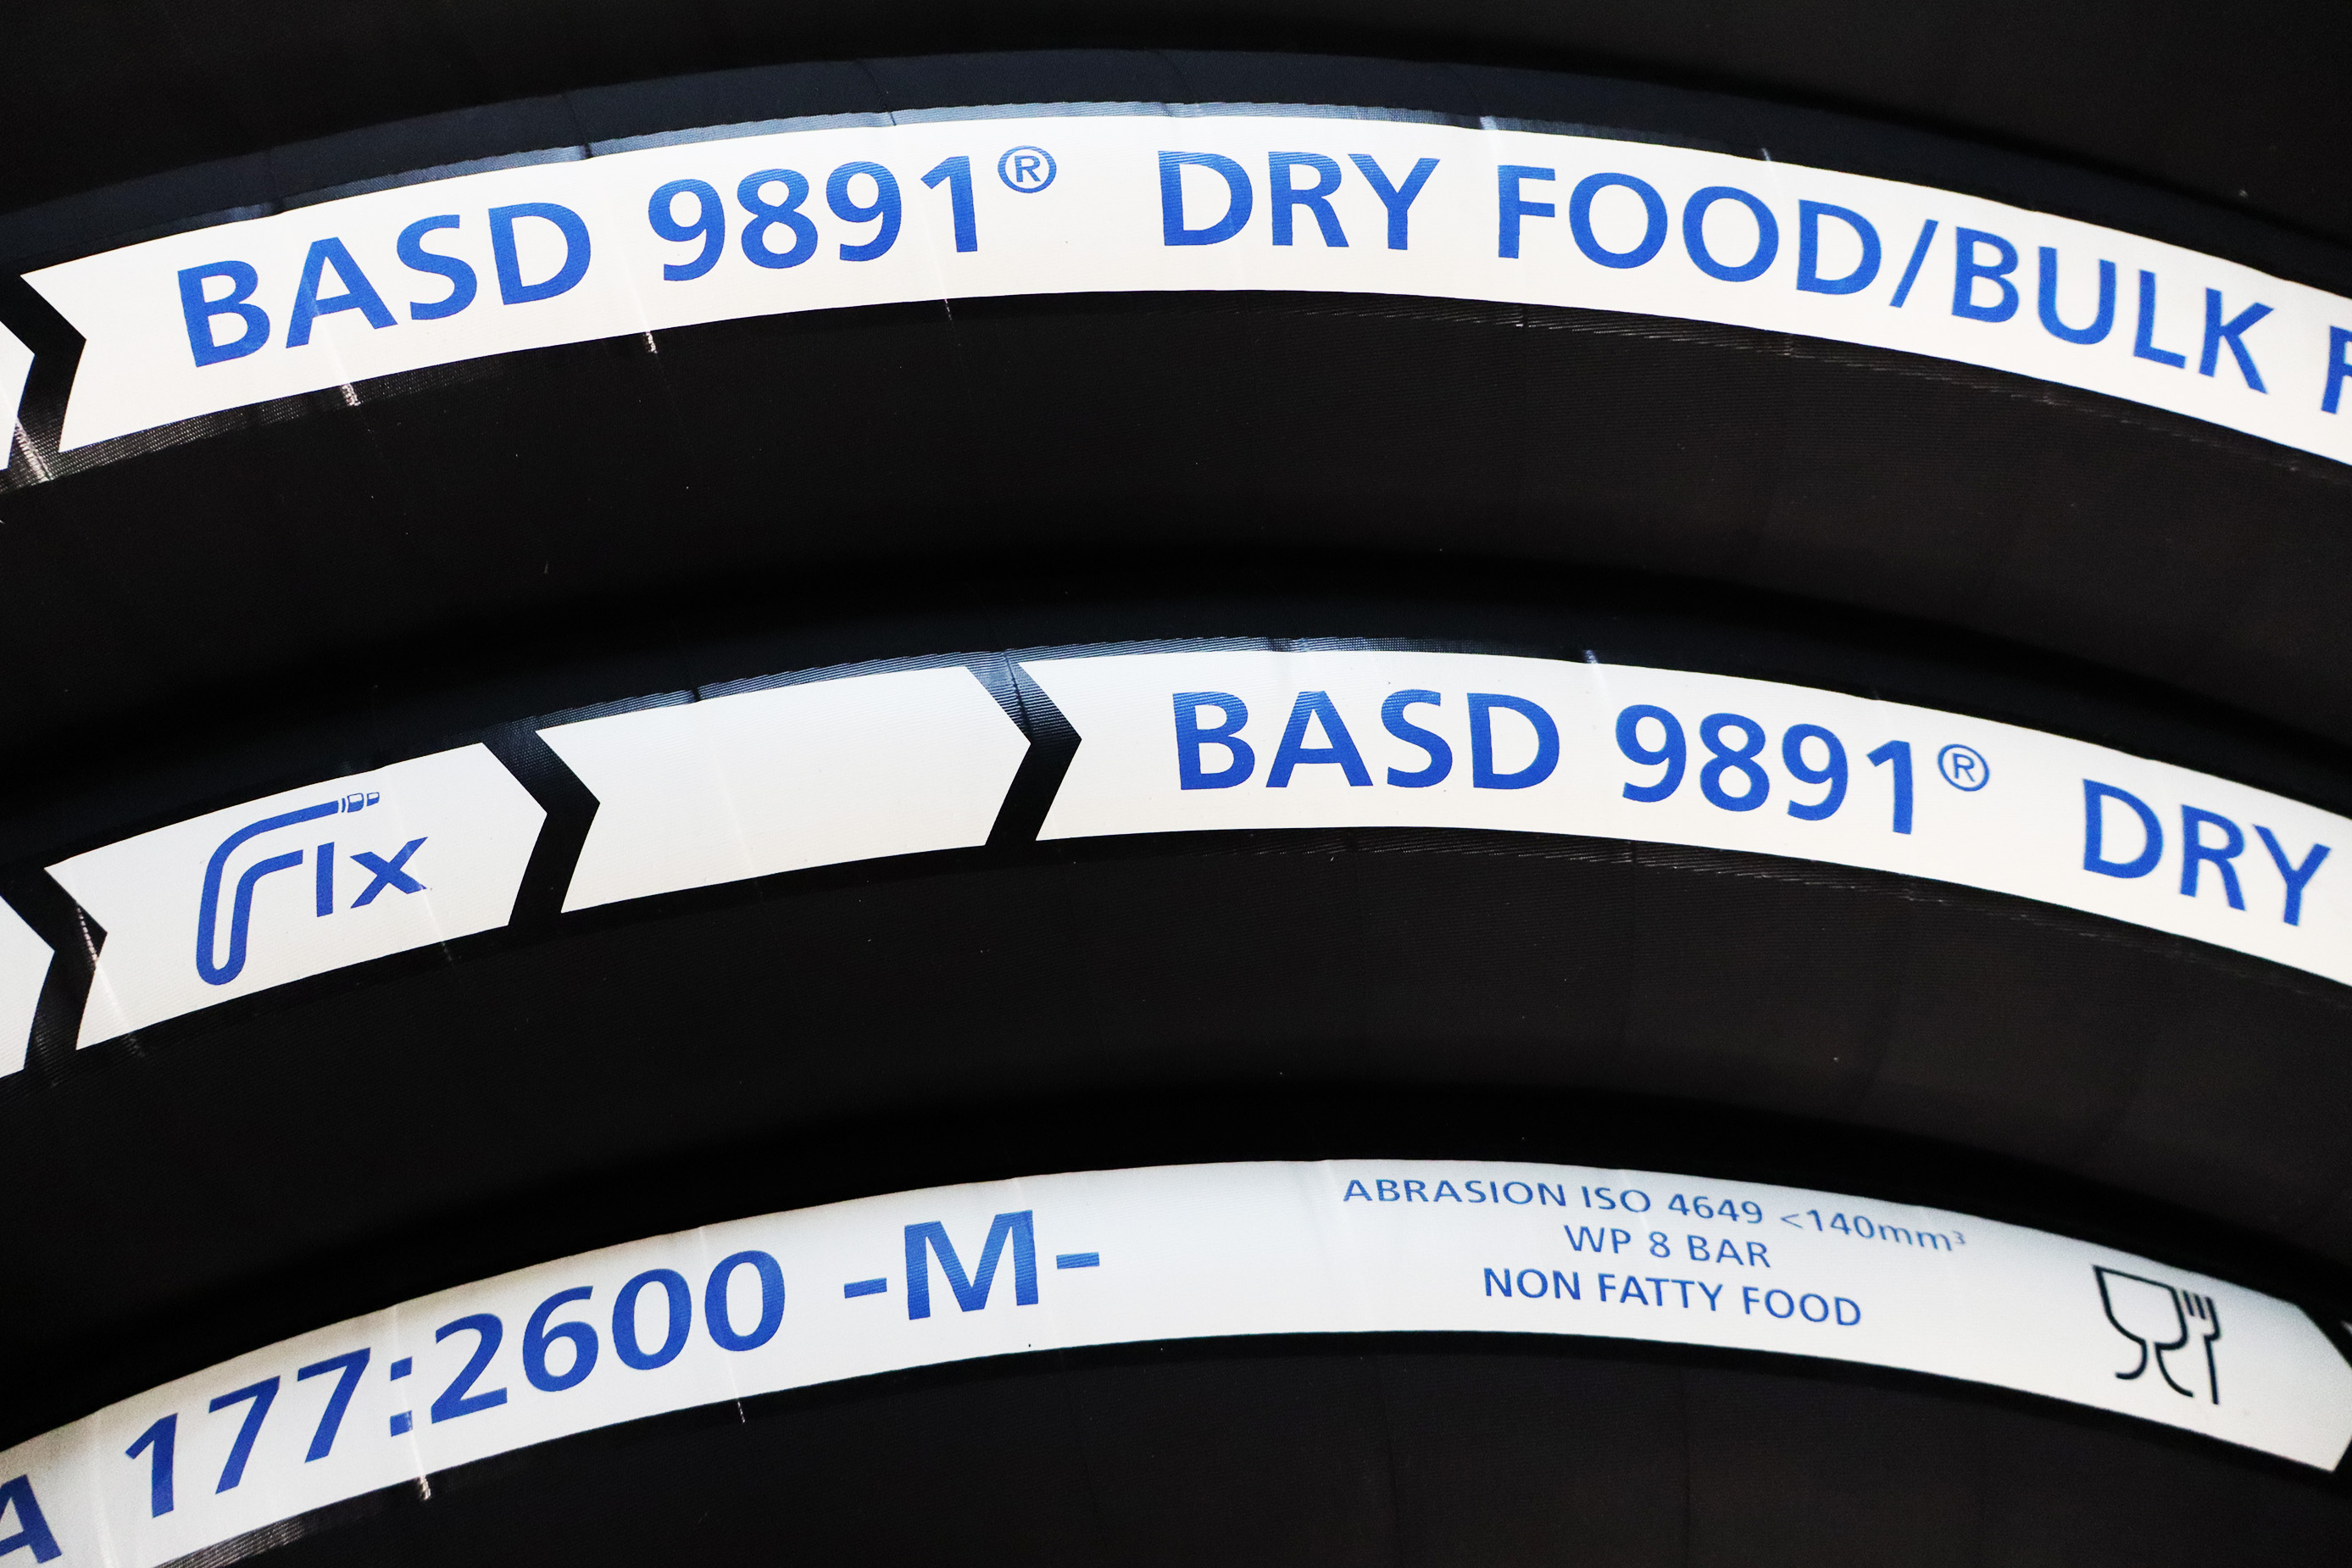 BASD 9891® DRY FOOD/BULK
Fix
BASD 9891® DRY
A 177:2600 -M-
ABRASION ISO 4649 <140mm³
WP 8 BAR
NON FATTY FOOD